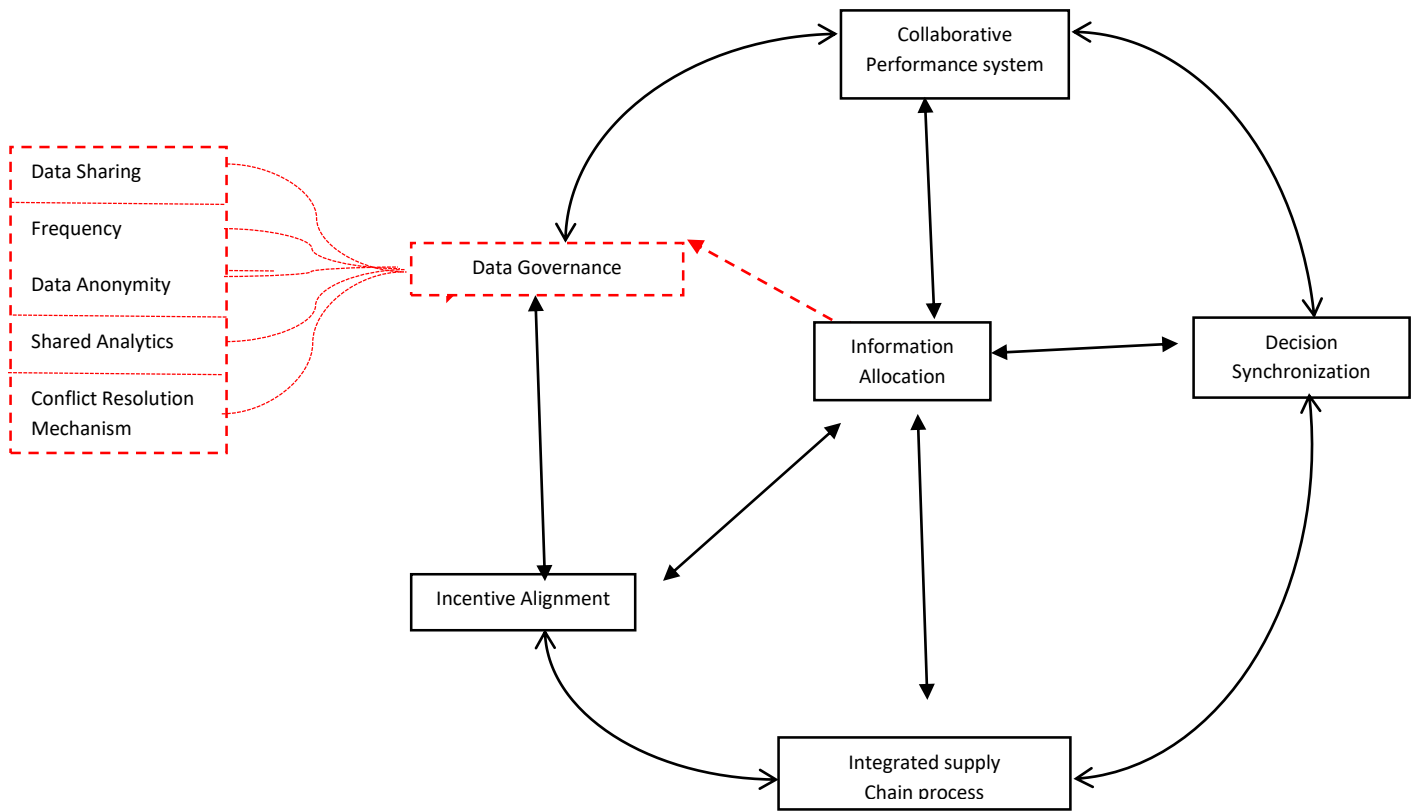 Collaborative
Performance system
Data Sharing
Frequency
Data Governance
Data Anonymity
Shared Analytics
Information
Allocation
Decision
Synchronization
Conflict Resolution
Mechanism
Incentive Alignment
Integrated supply
Chain process